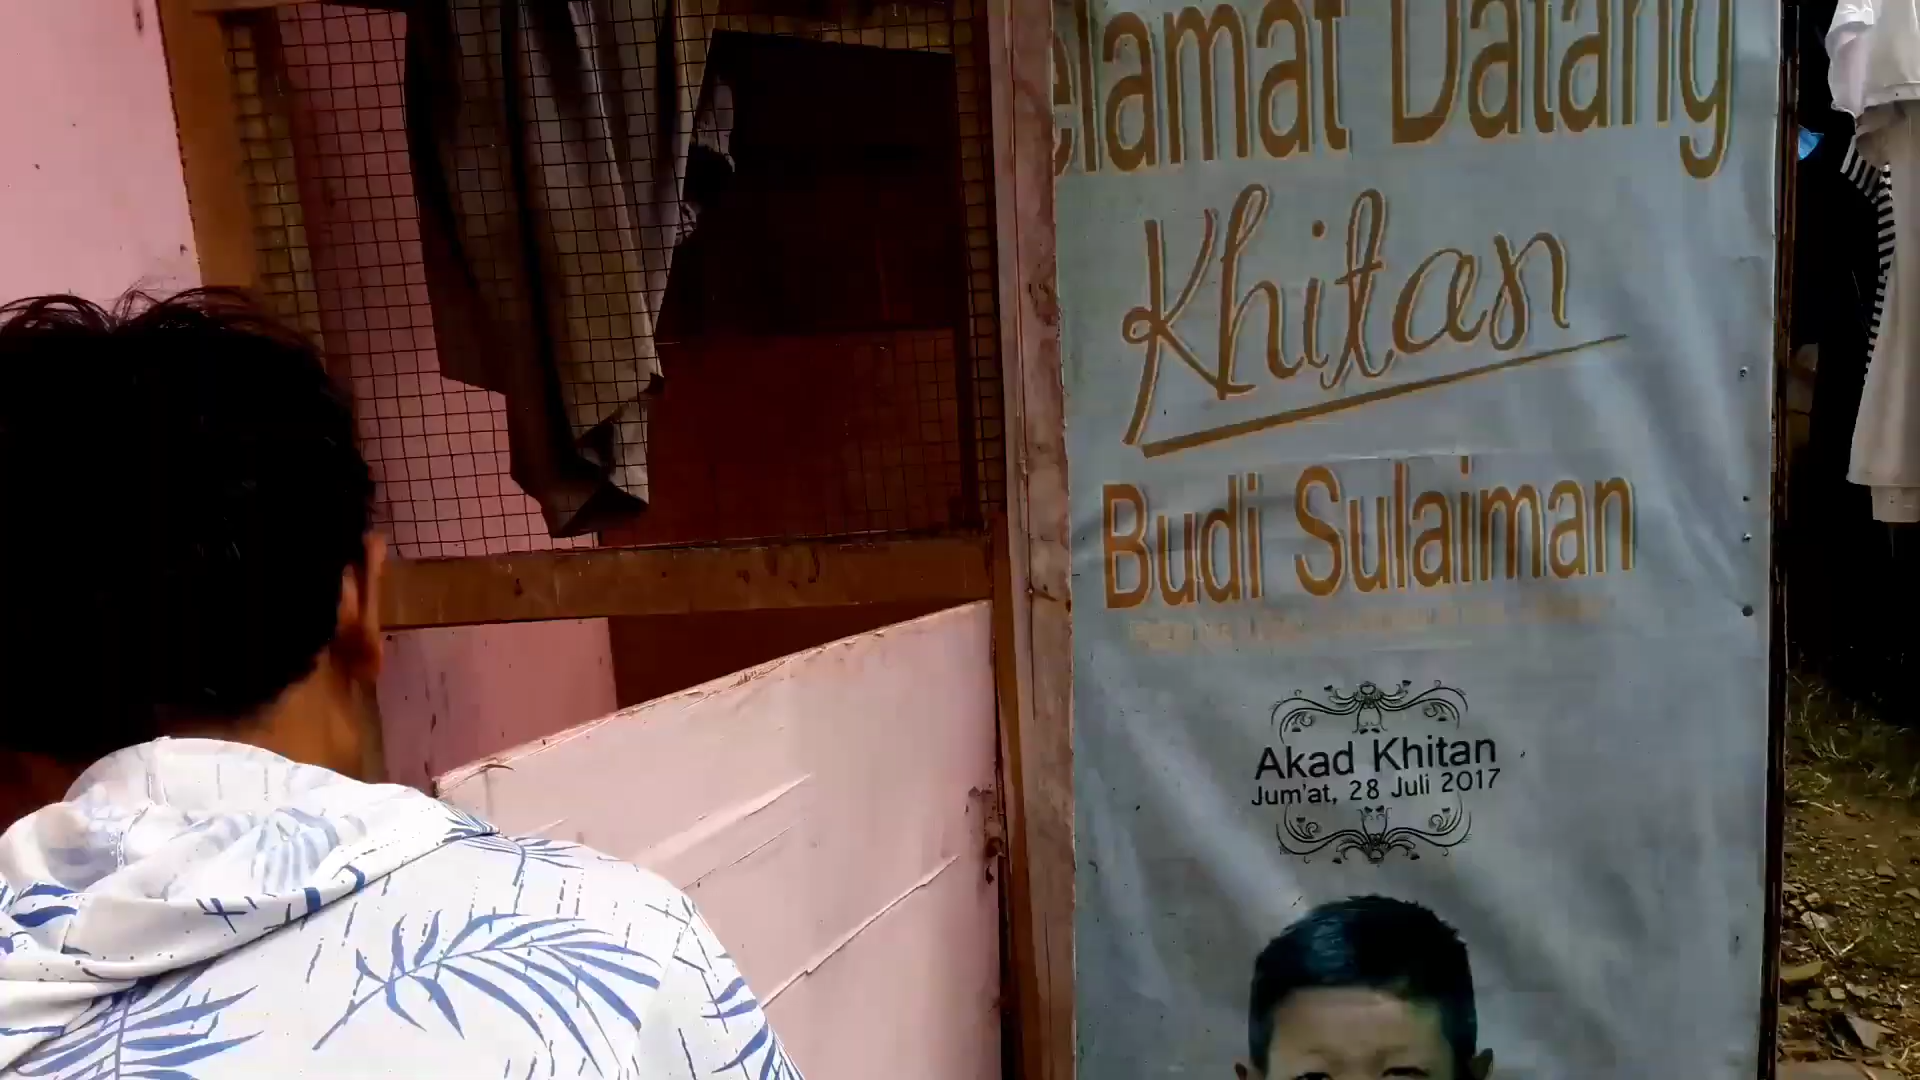 elamat Datang
Khitan
Budi Sulaiman
Akad Khitan
Jum'at, 28 Juli 2017